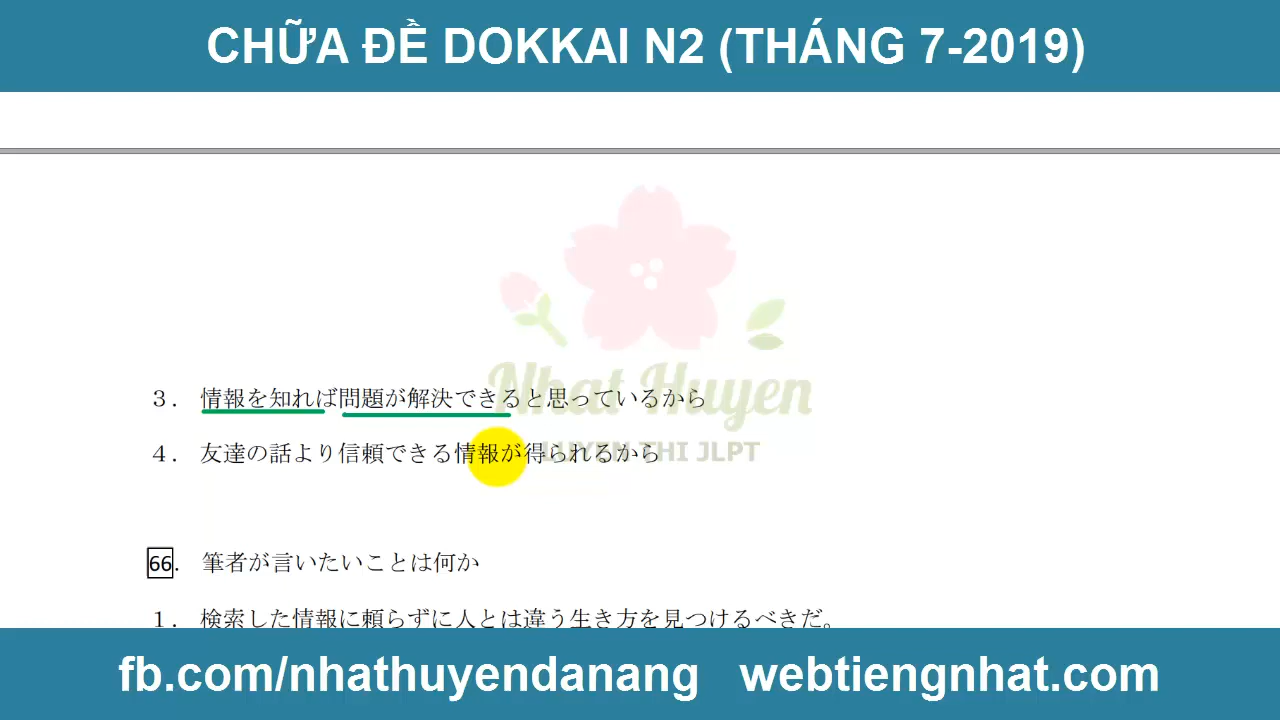 CHỮA ĐỀ DOKKAI N2 (THÁNG 7-2019)
Nhat Huyen
LUYEN THI JLPT
３． 情報を知れば問題が解決できると思っているから
４． 友達の話より信頼できる情報が得られるから
66. 筆者が言いたいことは何か
１． 検索した情報に頼らずに人とは違う生き方を見つけるべきだ。
fb.com/nhathuyendanang webtiengnhat.com